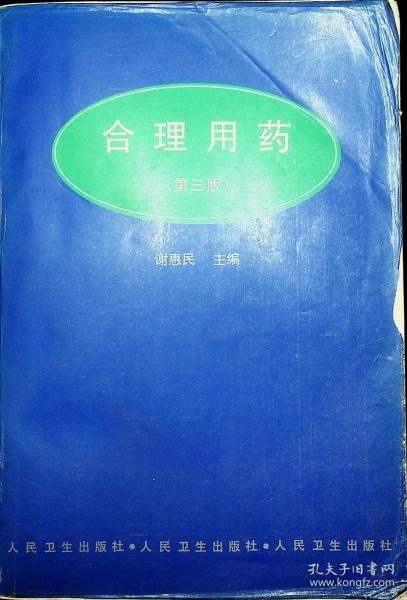 合理用药
(第三版)
谢惠民 主编
人民卫生出版社●人民卫生出版社●人民卫生出版社
孔夫子旧书网
www.kongfz.com